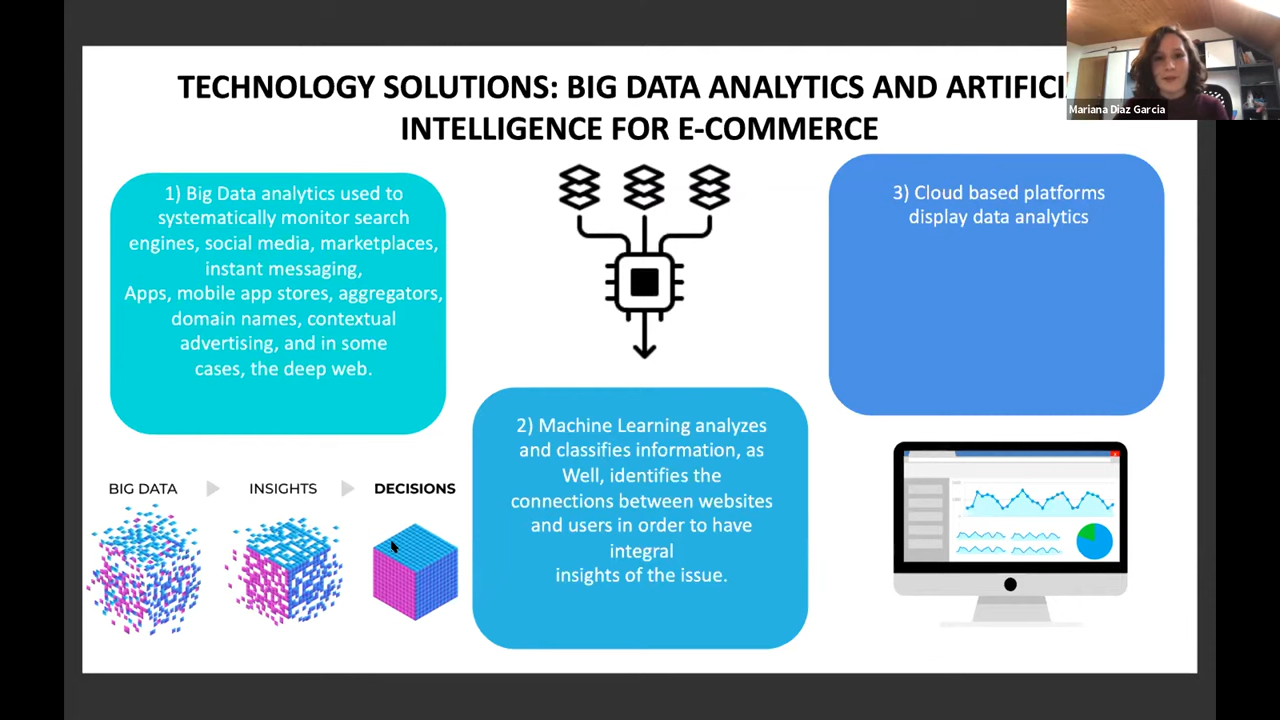 TECHNOLOGY SOLUTIONS: BIG DATA ANALYTICS AND
INTELLIGENCE FOR E-COMMERCE
Mariana Diaz Garcia
1) Big Data analytics used to
systematically monitor search
engines, social media, marketplaces,
instant messaging,
Apps, mobile app stores, aggregators,
domain names, contextual
advertising, and in some
cases, the deep web.
2) Machine Learning analyzes
and classifies information, as
Well, identifies the
connections between websites
and users in order to have
integral
insights of the issue.
3) Cloud based platforms
display data analytics
BIG DATA
INSIGHTS
DECISIONS